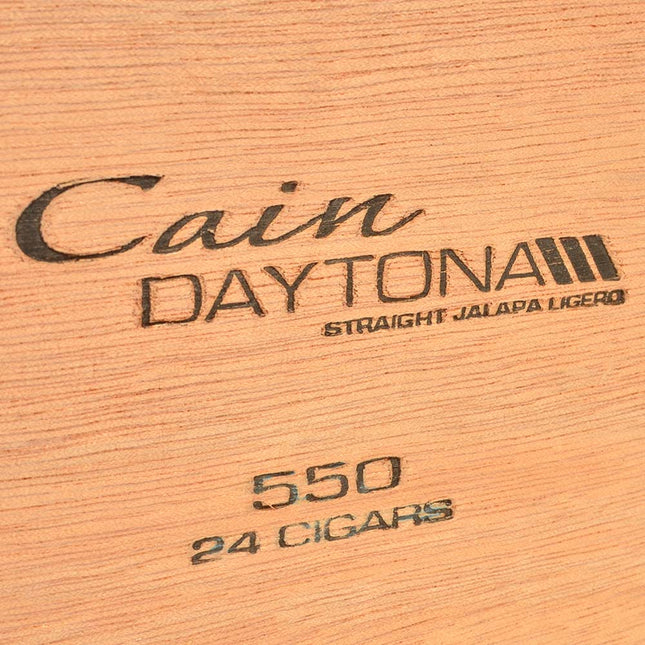 Cain
DAYTONA
STRAIGHT JALAPA LIGERO
550
24 CIGARS